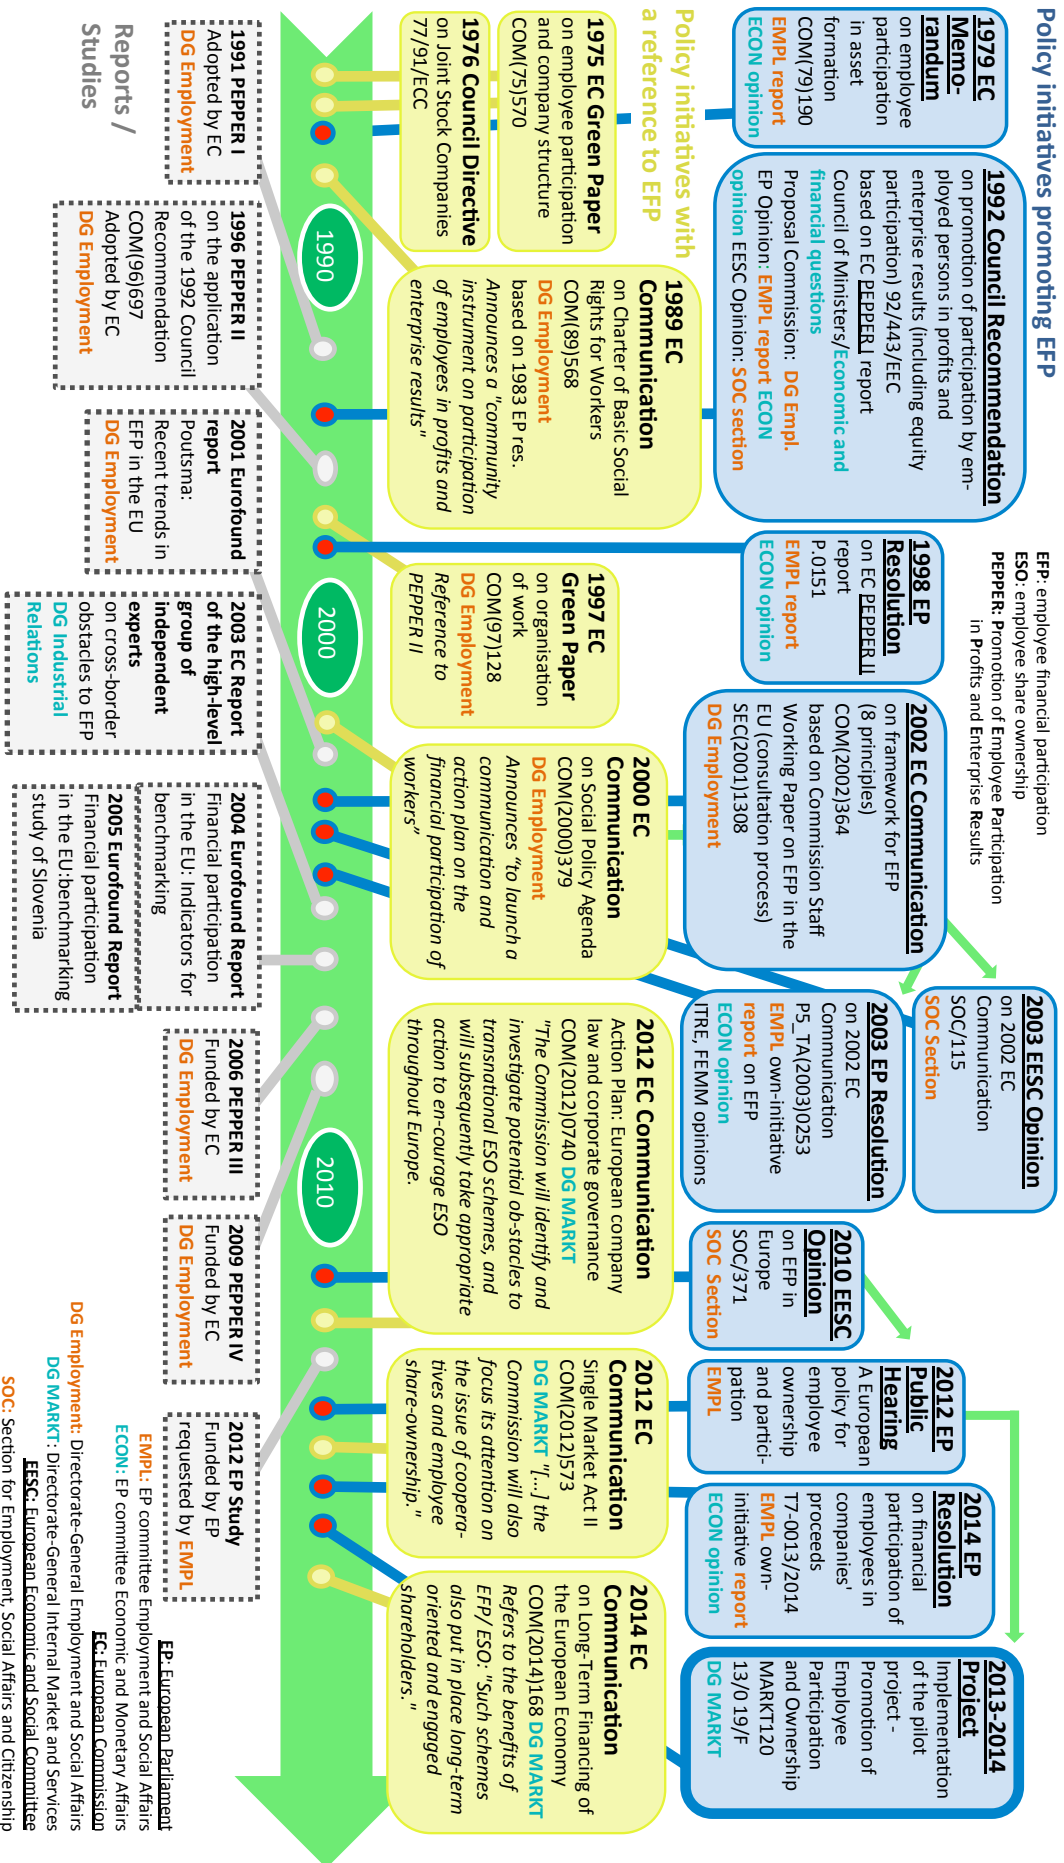 Policy initiatives promoting EFP
1979 EC
Memo-
randum
on employee
participation
in asset
formation
COM(79)190
EMPL report
ECON opinion
1992 Council Recommendation
on promotion of participation by em-
ployed persons in profits and
enterprise results (including equity
participation) 92/443/EEC
based on EC PEPPER I report
Council of Ministers/Economic and
financial questions
Proposal Commission: DG Empl.
EP Opinion: EMPL report ECON
opinion EESC Opinion: SOC section
1998 EP
Resolution
on EC PEPPER II
report
P.0151
EMPL report
ECON opinion
EFP: employee financial participation
ESO: employee share ownership
PEPPER: Promotion of Employee Participation
in Profits and Enterprise Results
2002 EC Communication
on framework for EFP
(8 principles)
COM(2002)364
based on Commission Staff
Working Paper on EFP in the
EU (consultation process)
SEC(2001)1308
DG Employment
2003 EESC Opinion
on 2002 EC
Communication
SOC/115
SOC Section
2003 EP Resolution
on 2002 EC
Communication
P5_TA(2003)0253
EMPL own-initiative
report on EFP
ECON opinion
ITRE, FEMM opinions
2010 EESC
Opinion
on EFP in
Europe
SOC/371
SOC Section
2012 EP
Public
Hearing
A European
policy for
employee
ownership
and partici-
pation
EMPL
2014 EP
Resolution
on financial
participation of
employees in
companies'
proceeds
T7-0013/2014
EMPL own-
initiative report
ECON opinion
2013-2014
Project
Implementation
of the pilot
project -
Promotion of
Employee
Participation
and Ownership
MARKT120
13/0 19/F
DG MARKT
Policy initiatives with
a reference to EFP
1975 EC Green Paper
on employee participation
and company structure
COM(75)570
1976 Council Directive
on Joint Stock Companies
77/91/ECC
1989 EC
Communication
on Charter of Basic Social
Rights for Workers
COM(89)568
DG Employment
based on 1983 EP res.
Announces a "community
instrument on participation
of employees in profits and
enterprise results"
1997 EC
Green Paper
on organisation
of work
COM(97)128
DG Employment
Reference to
PEPPER II
2000 EC
Communication
on Social Policy Agenda
COM(2000)379
DG Employment
Announces “to launch a
communication and
action plan on the
financial participation of
workers”
2012 EC Communication
Action Plan: European company
law and corporate governance
COM(2012)0740 DG MARKT
"The Commission will identify and
investigate potential ob-stacles to
transnational ESO schemes, and
will subsequently take appropriate
action to en-courage ESO
throughout Europe.
2012 EC
Communication
Single Market Act II
COM(2012)573
DG MARKT "[...] the
Commission will also
focus its attention on
the issue of coopera-
tives and employee
share-ownership."
2014 EC
Communication
on Long-Term Financing of
the European Economy
COM(2014)168 DG MARKT
Refers to the benefits of
EFP/ ESO: "Such schemes
also put in place long-term
oriented and engaged
shareholders."
1990
2000
2010
Reports /
Studies
1991 PEPPER I
Adopted by EC
DG Employment
1996 PEPPER II
on the application
of the 1992 Council
Recommendation
COM(96)697
Adopted by EC
DG Employment
2001 Eurofound
report
Poutsma:
Recent trends in
EFP in the EU
DG Employment
2003 EC Report
of the high-level
group of
independent
experts
on cross-border
obstacles to EFP
DG Industrial
Relations
2004 Eurofound Report
Financial participation
in the EU: Indicators for
benchmarking
2005 Eurofound Report
Financial participation
in the EU:benchmarking
study of Slovenia
2006 PEPPER III
Funded by EC
DG Employment
2009 PEPPER IV
Funded by EC
DG Employment
2012 EP Study
Funded by EP
requested by EMPL
EP: European Parliament
EMPL: EP committee Employment and Social Affairs
ECON: EP committee Economic and Monetary Affairs
EC: European Commission
DG Employment: Directorate-General Employment and Social Affairs
DG MARKT: Directorate-General Internal Market and Services
EESC: European Economic and Social Committee
SOC: Section for Employment, Social Affairs and Citizenship